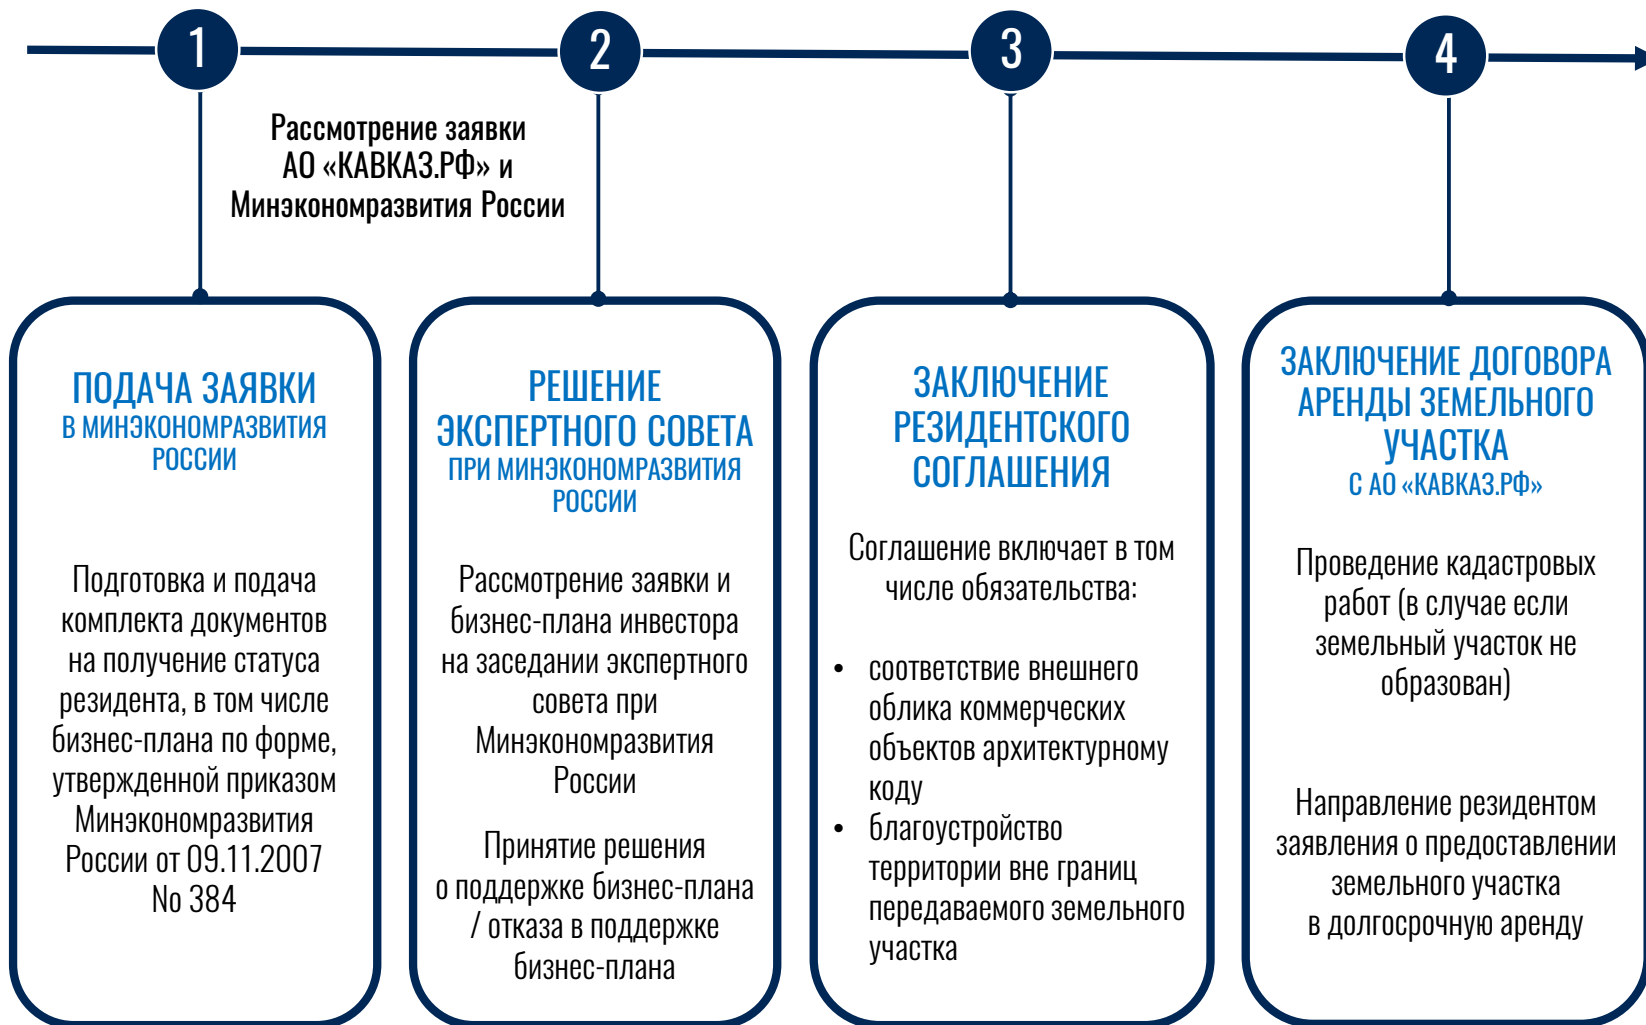 1
2
3
4
Рассмотрение заявки
АО «КАВКАЗ.РФ» и
Минэкономразвития России
ПОДАЧА ЗАЯВКИ
В МИНЭКОНОМРАЗВИТИЯ
РОССИИ
Подготовка и подача
комплекта документов
на получение статуса
резидента, в том числе
бизнес-плана по форме,
утвержденной приказом
Минэкономразвития
России от 09.11.2007
No 384
РЕШЕНИЕ
ЭКСПЕРТНОГО СОВЕТА
ПРИ МИНЭКОНОМРАЗВИТИЯ
РОССИИ
Рассмотрение заявки и
бизнес-плана инвестора
на заседании экспертного
совета при
Минэкономразвития
России
Принятие решения
о поддержке бизнес-плана
/ отказа в поддержке
бизнес-плана
ЗАКЛЮЧЕНИЕ
РЕЗИДЕНТСКОГО
СОГЛАШЕНИЯ
Соглашение включает в том
числе обязательства:
• соответствие внешнего
облика коммерческих
объектов архитектурному
коду
• благоустройство
территории вне границ
передаваемого земельного
участка
ЗАКЛЮЧЕНИЕ ДОГОВОРА
АРЕНДЫ ЗЕМЕЛЬНОГО
УЧАСТКА
С АО «КАВКАЗ.РФ»
Проведение кадастровых
работ (в случае если
земельный участок не
образован)
Направление резидентом
заявления о предоставлении
земельного участка
в долгосрочную аренду